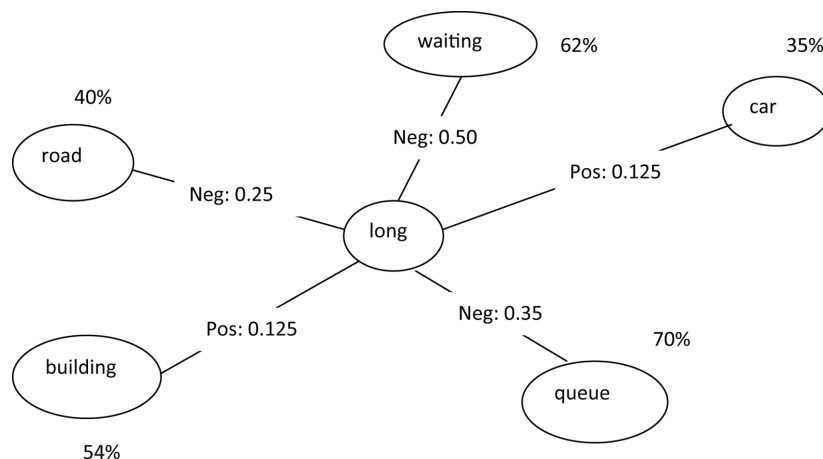 waiting
62%
35%
car
40%
road
Neg: 0.50
Pos: 0.125
Neg: 0.25
long
Pos: 0.125
Neg: 0.35
70%
building
queue
54%